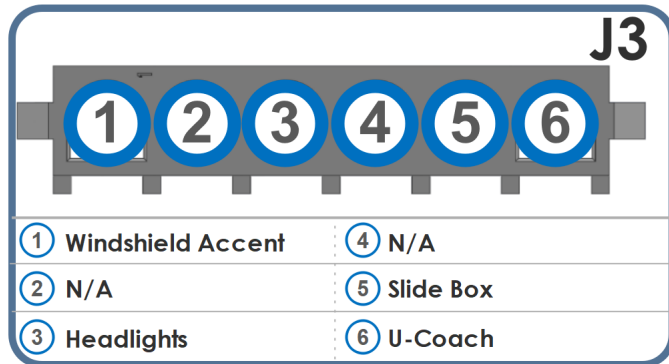 J3
1 2 3 4 5 6
1 Windshield Accent 4 N/A
2 N/A 5 Slide Box
3 Headlights 6 U-Coach